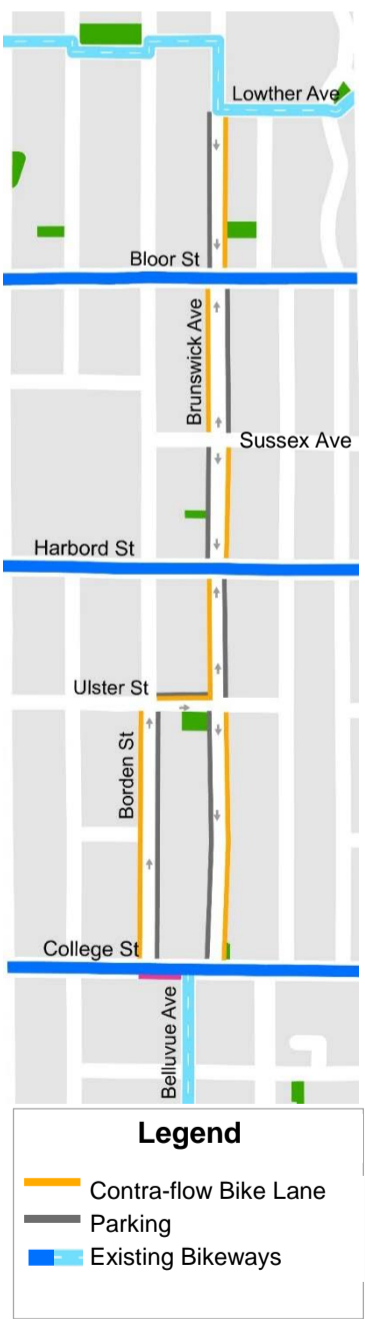 Lowther Ave
Bloor St
Brunswick Ave
Sussex Ave
Harbord St
Ulster St
Borden St
College St
Belluvue Ave
Legend
Contra-flow Bike Lane
Parking
Existing Bikeways